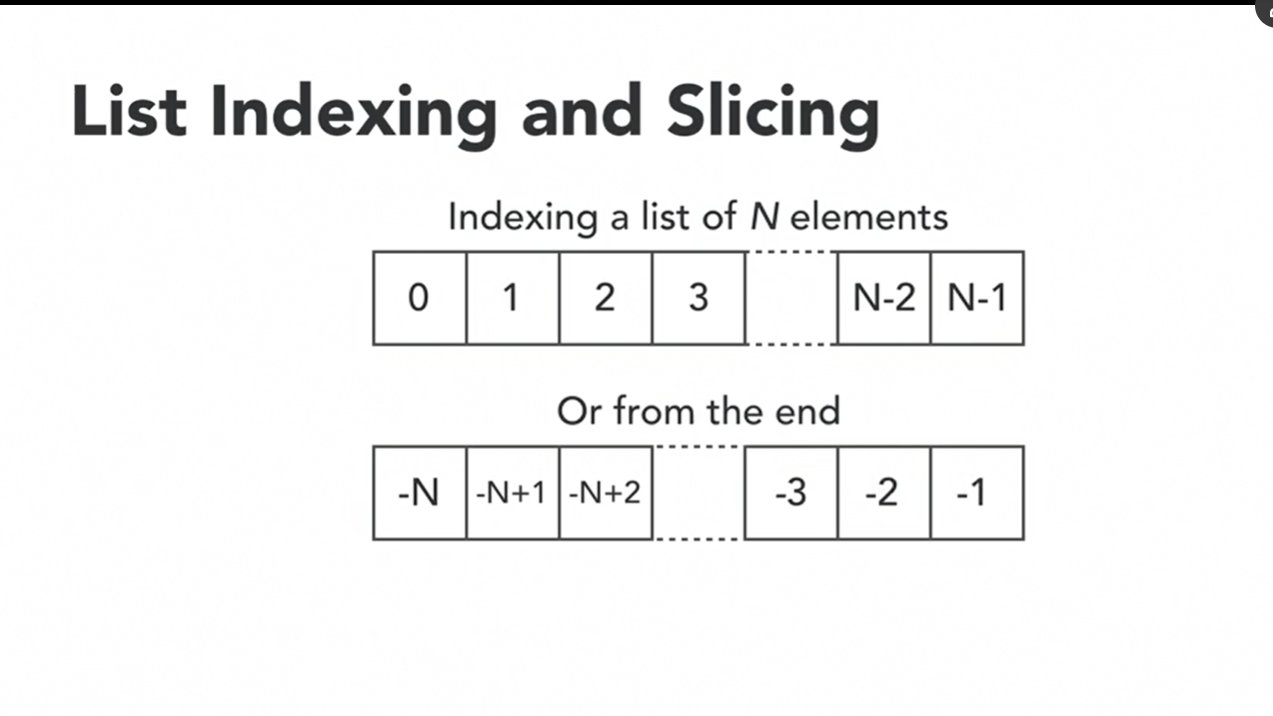 List Indexing and Slicing
Indexing a list of N elements
0 1 2 3 N-2 N-1
Or from the end
-N -N+1 -N+2 -3 -2 -1